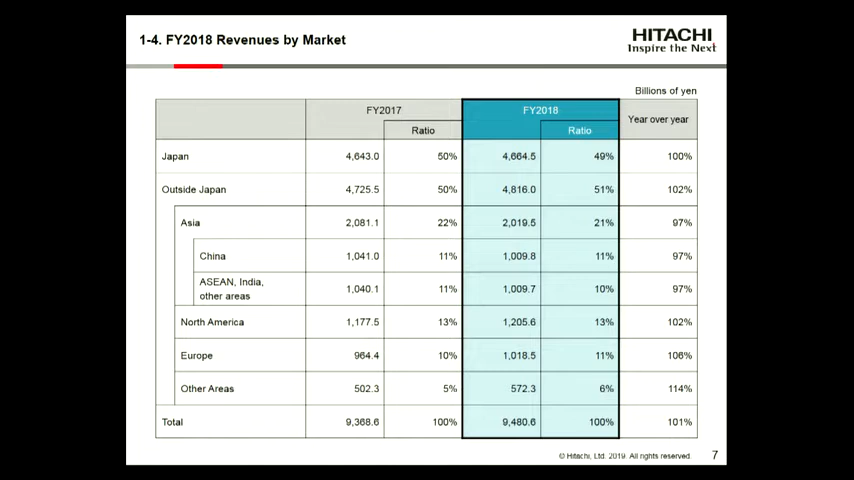 1-4. FY2018 Revenues by Market
HITACHI
Inspire the Next
Billions of yen
FY2017 FY2018 Year over year
Ratio Ratio
Japan 4,643.0 50% 4,664.5 49% 100%
Outside Japan 4,725.5 50% 4,816.0 51% 102%
Asia 2,081.1 22% 2,019.5 21% 97%
China 1,041.0 11% 1,009.8 11% 97%
ASEAN, India,
other areas 1,040.1 11% 1,009.7 10% 97%
North America 1,177.5 13% 1,205.6 13% 102%
Europe 964.4 10% 1,018.5 11% 106%
Other Areas 502.3 5% 572.3 6% 114%
Total 9,368.6 100% 9,480.6 100% 101%
© Hitachi, Ltd. 2019. All rights reserved. 7